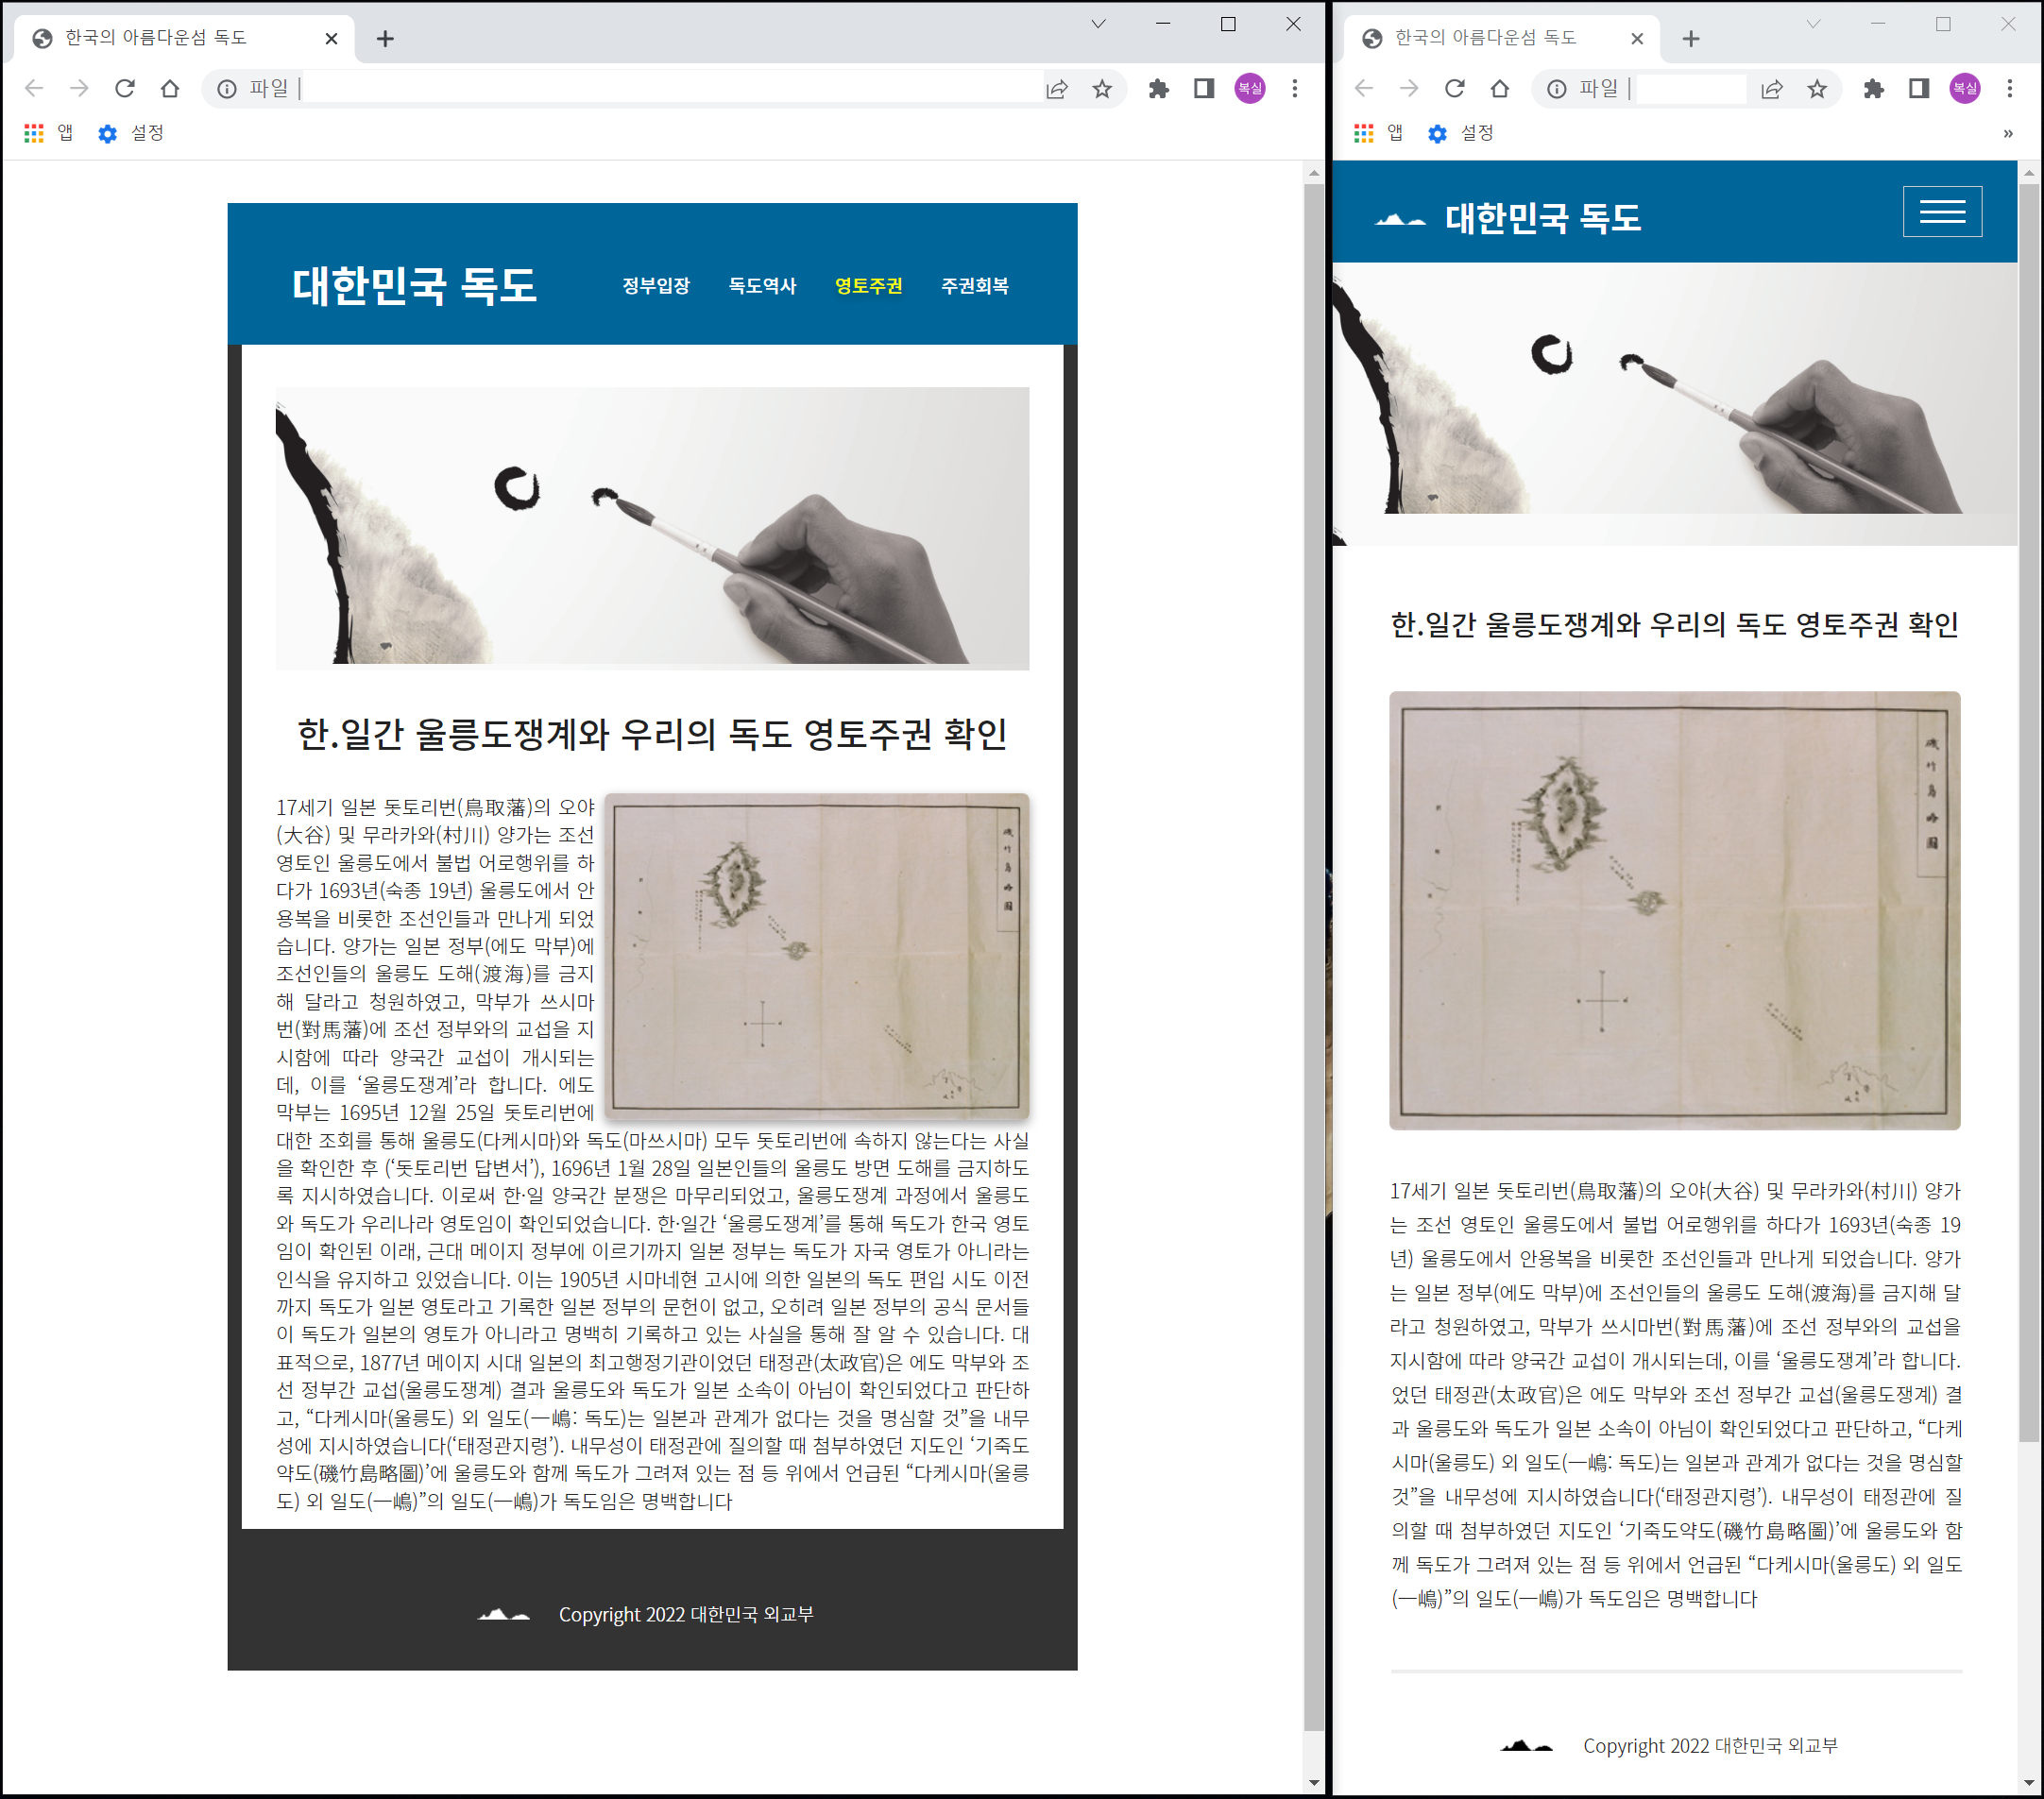 한국의 아름다운섬 독도
파일
복실
앱 설정
대한민국 독도
정부입장 독도역사 영토주권 주권회복
한.일간 울릉도쟁계와 우리의 독도 영토주권 확인
17세기 일본 돗토리번(鳥取藩)의 오야
(大谷) 및 무라카와(村川) 양가는 조선
영토인 울릉도에서 불법 어로행위를 하
다가 1693년(숙종 19년) 울릉도에서 안
용복을 비롯한 조선인들과 만나게 되었
습니다. 양가는 일본 정부(에도 막부)에
조선인들의 울릉도 도해(渡海)를 금지
해 달라고 청원하였고, 막부가 쓰시마
번(對馬藩)에 조선 정부와의 교섭을 지
시함에 따라 양국간 교섭이 개시되는
데, 이를 ‘울릉도쟁계’라 합니다. 에도
막부는 1695년 12월 25일 돗토리번에
대한 조회를 통해 울릉도(다케시마)와 독도(마쓰시마) 모두 돗토리번에 속하지 않는다는 사실
을 확인한 후 (‘돗토리번 답변서’), 1696년 1월 28일 일본인들의 울릉도 방면 도해를 금지하도
록 지시하였습니다. 이로써 한·일 양국간 분쟁은 마무리되었고, 울릉도쟁계 과정에서 울릉도
와 독도가 우리나라 영토임이 확인되었습니다. 한·일간 ‘울릉도쟁계’를 통해 독도가 한국 영토
임이 확인된 이래, 근대 메이지 정부에 이르기까지 일본 정부는 독도가 자국 영토가 아니라는
인식을 유지하고 있었습니다. 이는 1905년 시마네현 고시에 의한 일본의 독도 편입 시도 이전
까지 독도가 일본 영토라고 기록한 일본 정부의 문헌이 없고, 오히려 일본 정부의 공식 문서들
이 독도가 일본의 영토가 아니라고 명백히 기록하고 있는 사실을 통해 잘 알 수 있습니다. 대
표적으로, 1877년 메이지 시대 일본의 최고행정기관이었던 태정관(太政官)은 에도 막부와 조
선 정부간 교섭(울릉도쟁계) 결과 울릉도와 독도가 일본 소속이 아님이 확인되었다고 판단하
고, “다케시마(울릉도) 외 일도(一嶋: 독도)는 일본과 관계가 없다는 것을 명심할 것”을 내무
성에 지시하였습니다(‘태정관지령’). 내무성이 태정관에 질의할 때 첨부하였던 지도인 ‘기죽도
약도(磯竹島略圖)’에 울릉도와 함께 독도가 그려져 있는 점 등 위에서 언급된 “다케시마(울릉
도) 외 일도(一嶋)”의 일도(一嶋)가 독도임은 명백합니다
磯竹島略圖
Copyright 2022 대한민국 외교부
한국의 아름다운섬 독도
파일
복실
앱 설정 »
대한민국 독도
한.일간 울릉도쟁계와 우리의 독도 영토주권 확인
磯竹島略圖
17세기 일본 돗토리번(鳥取藩)의 오야(大谷) 및 무라카와(村川) 양가
는 조선 영토인 울릉도에서 불법 어로행위를 하다가 1693년(숙종 19
년) 울릉도에서 안용복을 비롯한 조선인들과 만나게 되었습니다. 양가
는 일본 정부(에도 막부)에 조선인들의 울릉도 도해(渡海)를 금지해 달
라고 청원하였고, 막부가 쓰시마번(對馬藩)에 조선 정부와의 교섭을
지시함에 따라 양국간 교섭이 개시되는데, 이를 ‘울릉도쟁계’라 합니다.
었던 태정관(太政官)은 에도 막부와 조선 정부간 교섭(울릉도쟁계) 결
과 울릉도와 독도가 일본 소속이 아님이 확인되었다고 판단하고, “다케
시마(울릉도) 외 일도(一嶋: 독도)는 일본과 관계가 없다는 것을 명심할
것”을 내무성에 지시하였습니다(‘태정관지령’). 내무성이 태정관에 질
의할 때 첨부하였던 지도인 ‘기죽도약도(磯竹島略圖)’에 울릉도와 함
께 독도가 그려져 있는 점 등 위에서 언급된 “다케시마(울릉도) 외 일도
(一嶋)”의 일도(一嶋)가 독도임은 명백합니다
Copyright 2022 대한민국 외교부